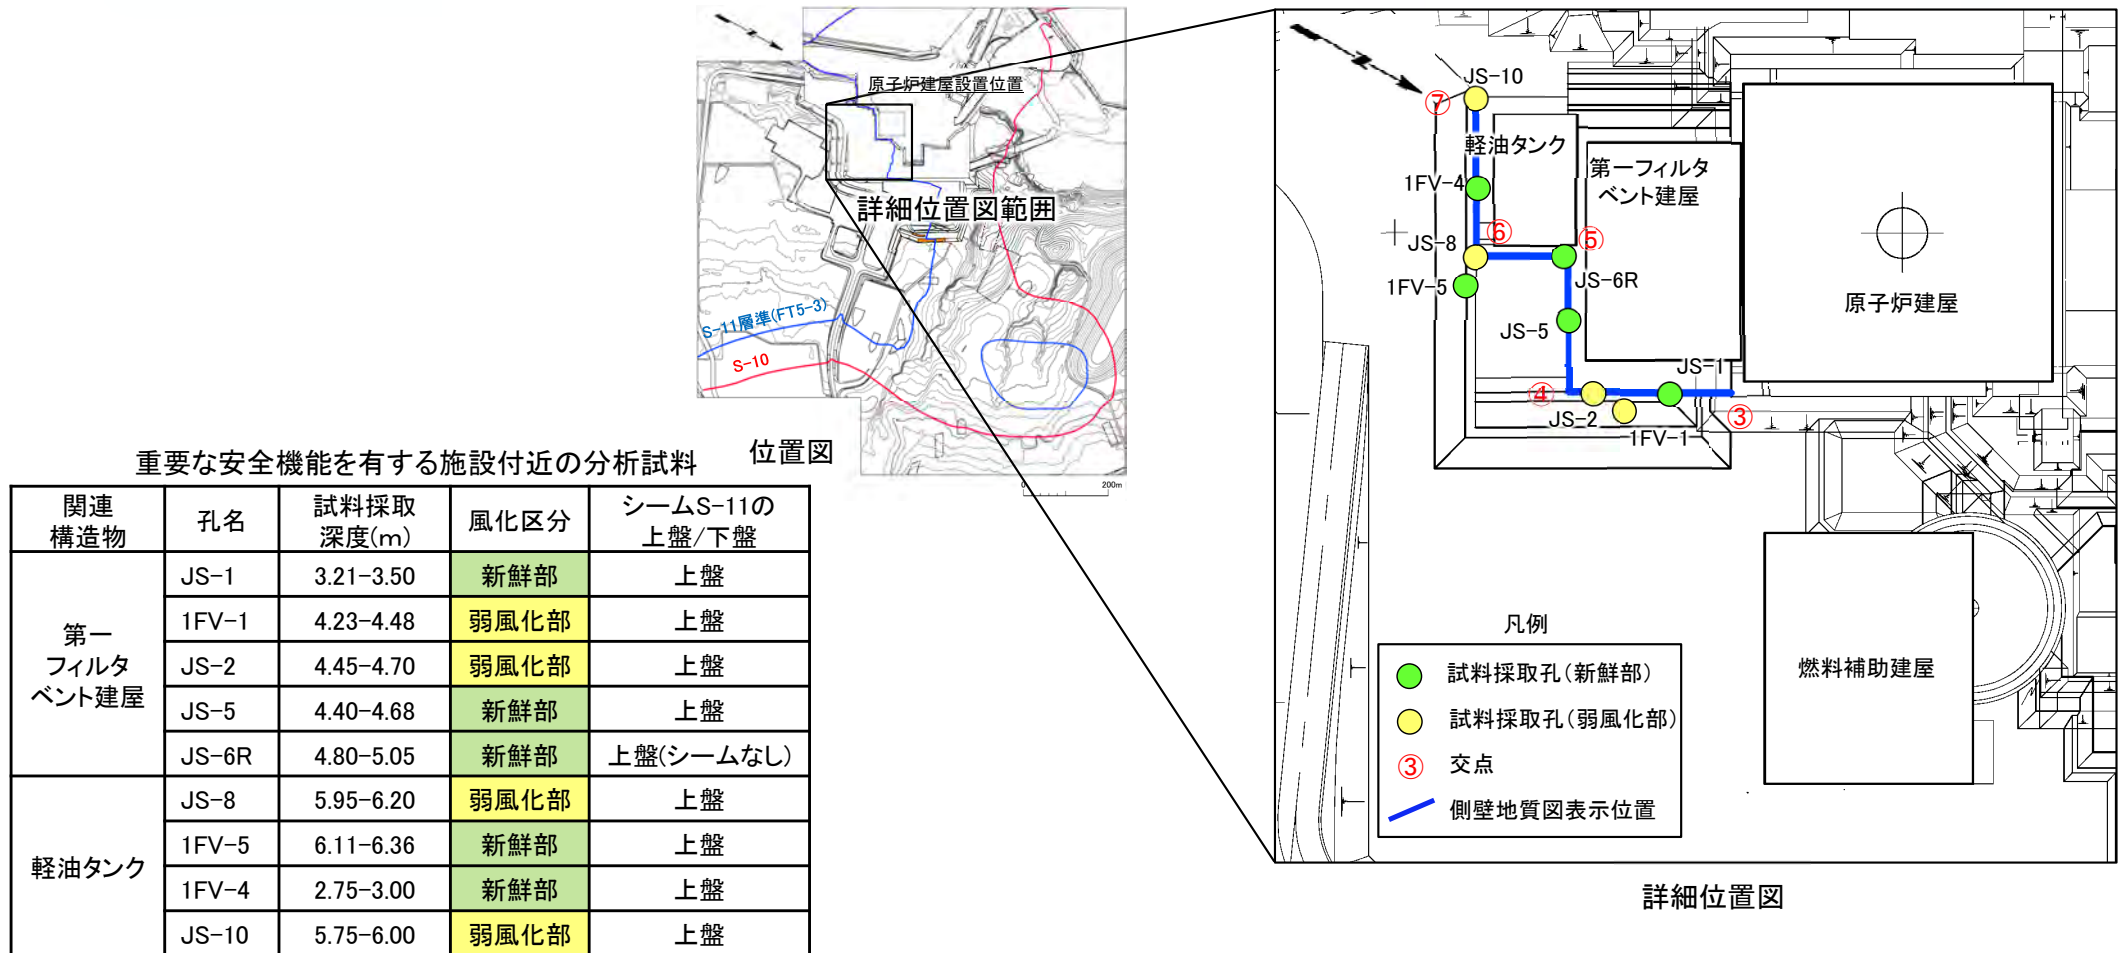 原子炉建屋設置位置
詳細位置図範囲
S-11層準(FT5-3)
S-10
位置図
0
200m
重要な安全機能を有する施設付近の分析試料
関連
構造物
孔名
試料採取
深度(m)
風化区分
シームS-11の
上盤/下盤
第一
フィルタ
ベント建屋
JS-1 3.21-3.50 新鮮部 上盤
1FV-1 4.23-4.48 弱風化部 上盤
JS-2 4.45-4.70 弱風化部 上盤
JS-5 4.40-4.68 新鮮部 上盤
JS-6R 4.80-5.05 新鮮部 上盤(シームなし)
軽油タンク
JS-8 5.95-6.20 弱風化部 上盤
1FV-5 6.11-6.36 新鮮部 上盤
1FV-4 2.75-3.00 新鮮部 上盤
JS-10 5.75-6.00 弱風化部 上盤
JS-10
⑦
軽油タンク
第一フィルタ
ベント建屋
1FV-4
⑥
⑤
JS-8
JS-6R
1FV-5
原子炉建屋
JS-5
JS-1
④
JS-2
③
1FV-1
燃料補助建屋
凡例
試料採取孔(新鮮部)
試料採取孔(弱風化部)
③ 交点
側壁地質図表示位置
詳細位置図